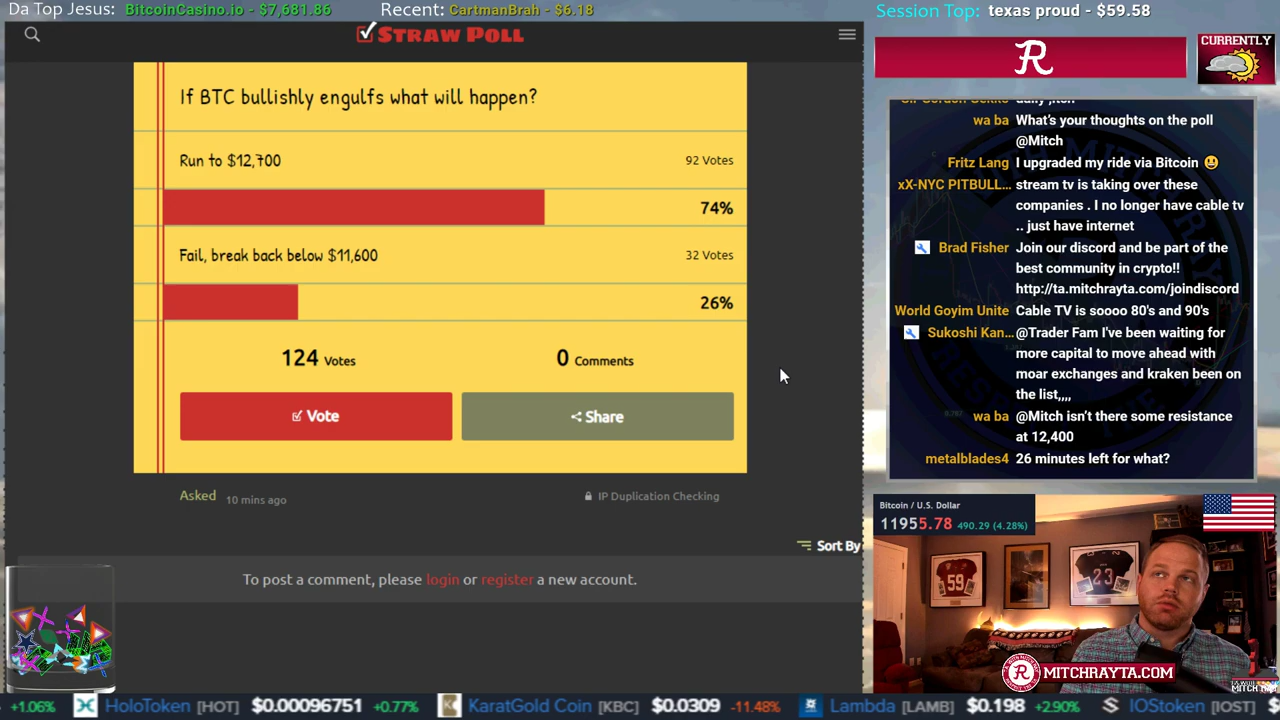 Da Top Jesus: BitcoinCasino.io - $7,681.86
Recent: CartmanBrah - $6.18
Session Top: texas proud - $59.58
STRAW POLL
If BTC bullishly engulfs what will happen?
Run to $12,700
92 Votes
74%
Fail, break back below $11,600
32 Votes
26%
124 Votes
0 Comments
Vote
Share
Asked 10 mins ago
IP Duplication Checking
Sort By
To post a comment, please login or register a new account.
R
CURRENTLY
wa ba What's your thoughts on the poll
@Mitch
Fritz Lang I upgraded my ride via Bitcoin
xX-NYC PITBULL... stream tv is taking over these
companies . I no longer have cable tv
.. just have internet
Brad Fisher Join our discord and be part of the
best community in crypto!!
http://ta.mitchrayta.com/joindiscord
World Goyim Unite Cable TV is soooo 80's and 90's
Sukoshi Kan... @Trader Fam I've been waiting for
more capital to move ahead with
moar exchanges and kraken been on
the list,,,,
wa ba @Mitch isn't there some resistance
at 12,400
metalblades4 26 minutes left for what?
Bitcoin / U.S. Dollar
11955.78 490.29 (4.28%)
59
23
R MITCHRAYTA.COM
+1.06%
HoloToken [HOT] $0.00096751 +0.77%
KaratGold Coin [KBC] $0.0309 -11.48%
Lambda [LAMB] $0.198 +2.90%
IOStoken [IOST]